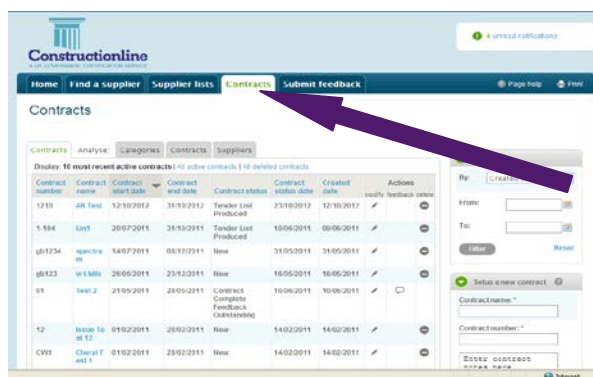 4 unread notifications
Constructionline
Home Find a supplier Supplier lists Contracts Submit feedback
Page help Print
Contracts
Contracts Analyse: Categories Contracts Suppliers
Display: 10 most recent active contracts | All active contracts | All deleted contracts
Contract number Contract name Contract start date Contract end date Contract status Contract status date Created date Actions
modify feedback delete
1210 AR Test 12/10/2012 31/10/2012 Tender List Produced 23/10/2012 12/10/2012
1-184 Lin1 20/07/2011 31/10/2011 Tender List Produced 10/06/2011 09/06/2011
gb1234 spectrum 14/07/2011 08/12/2011 New 31/05/2011 31/05/2011
gb123 26/06/2011 23/12/2011 New 16/05/2011 16/05/2011
01 Test 2 21/05/2011 28/05/2011 Contract Complete Feedback Outstanding 10/06/2011 10/06/2011
12 Issue To st 12 01/02/2011 28/02/2011 New 14/02/2011 14/02/2011
CW1 Cheryl T est 1 01/02/2011 28/02/2011 New 14/02/2011 14/02/2011
By: Created
From:
To:
Filter Reset
Setup a new contract
Contract name: *
Contract number: *
Enter contract
notes here
Internet